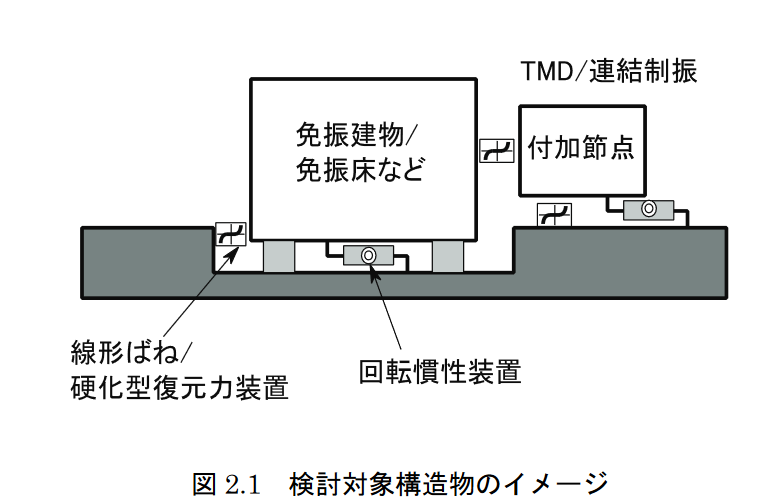 TMD/連結制振
免振建物/
免振床など
付加節点
線形ばね/
硬化型復元力装置
回転慣性装置
図 2.1 検討対象構造物のイメージ